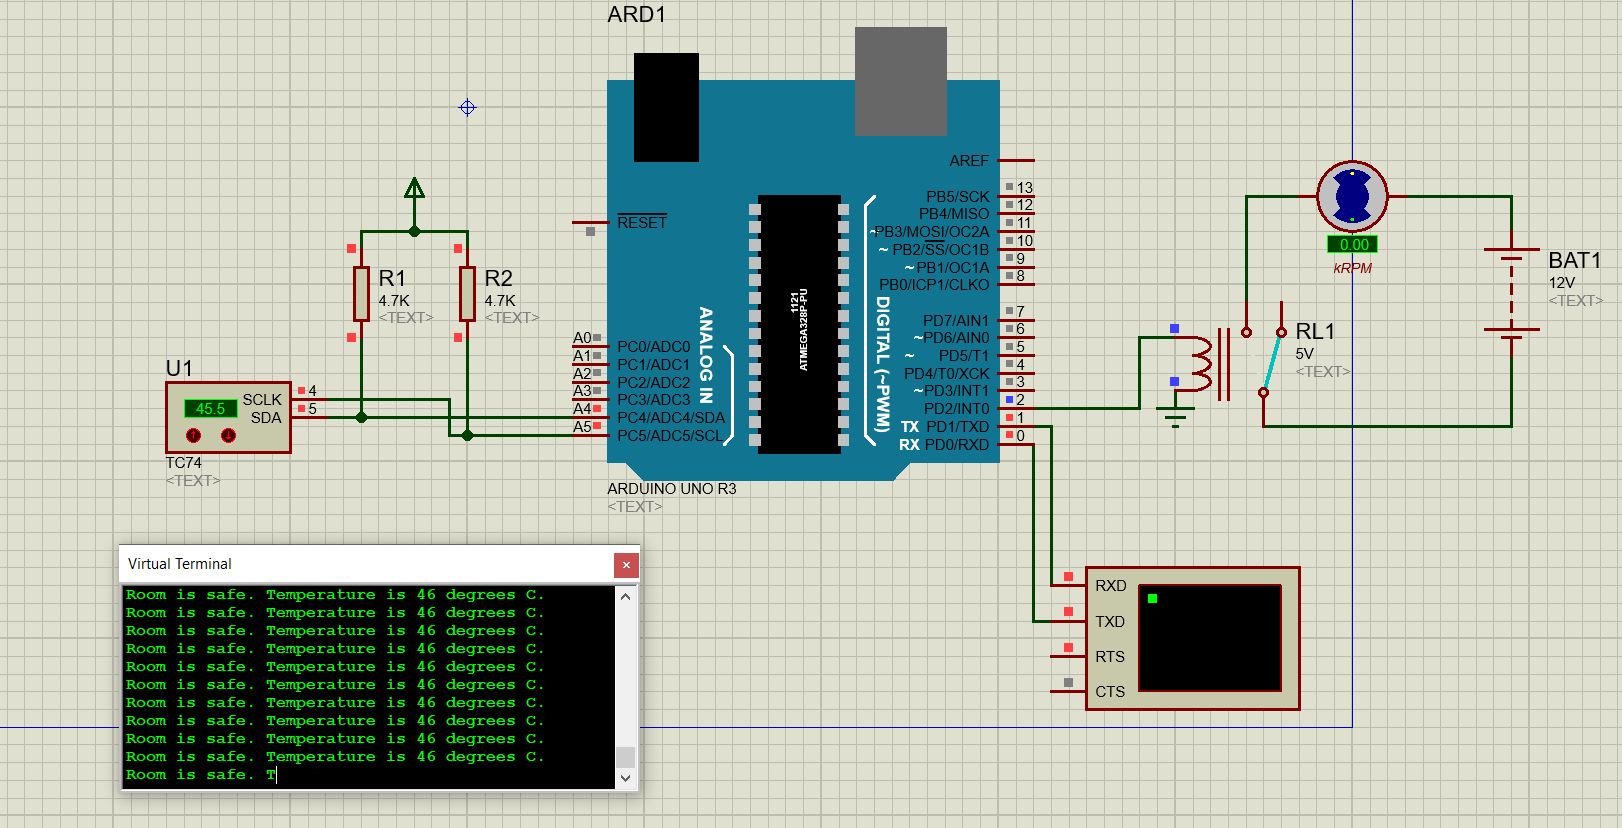 ARD1
AREF
PB5/SCK 13
PB4/MISO 12
~PB3/MOSI/OC2A 11
~ PB2/SS/OC1B 10
~PB1/OC1A 9
PB0/ICP1/CLKO 8
PD7/AIN1 7
~PD6/AIN0 6
~ PD5/T1 5
PD4/T0/XCK 4
~PD3/INT1 3
PD2/INT0 2
TX PD1/TXD 1
RX PD0/RXD 0
DIGITAL (~PWM)
1121
ATMEGA328P-PU
ANALOG IN
RESET
A0 PC0/ADC0
A1 PC1/ADC1
A2 PC2/ADC2
A3 PC3/ADC3
A4 PC4/ADC4/SDA
A5 PC5/ADC5/SCL
ARDUINO UNO R3
<TEXT>
R1
4.7K
<TEXT>
R2
4.7K
<TEXT>
U1
45.5
SCLK 4
SDA 5
TC74
<TEXT>
0.00
kRPM
BAT1
12V
<TEXT>
RL1
5V
<TEXT>
RXD
TXD
RTS
CTS
Virtual Terminal
Room is safe. Temperature is 46 degrees C.
Room is safe. Temperature is 46 degrees C.
Room is safe. Temperature is 46 degrees C.
Room is safe. Temperature is 46 degrees C.
Room is safe. Temperature is 46 degrees C.
Room is safe. Temperature is 46 degrees C.
Room is safe. Temperature is 46 degrees C.
Room is safe. Temperature is 46 degrees C.
Room is safe. Temperature is 46 degrees C.
Room is safe. Temperature is 46 degrees C.
Room is safe. T